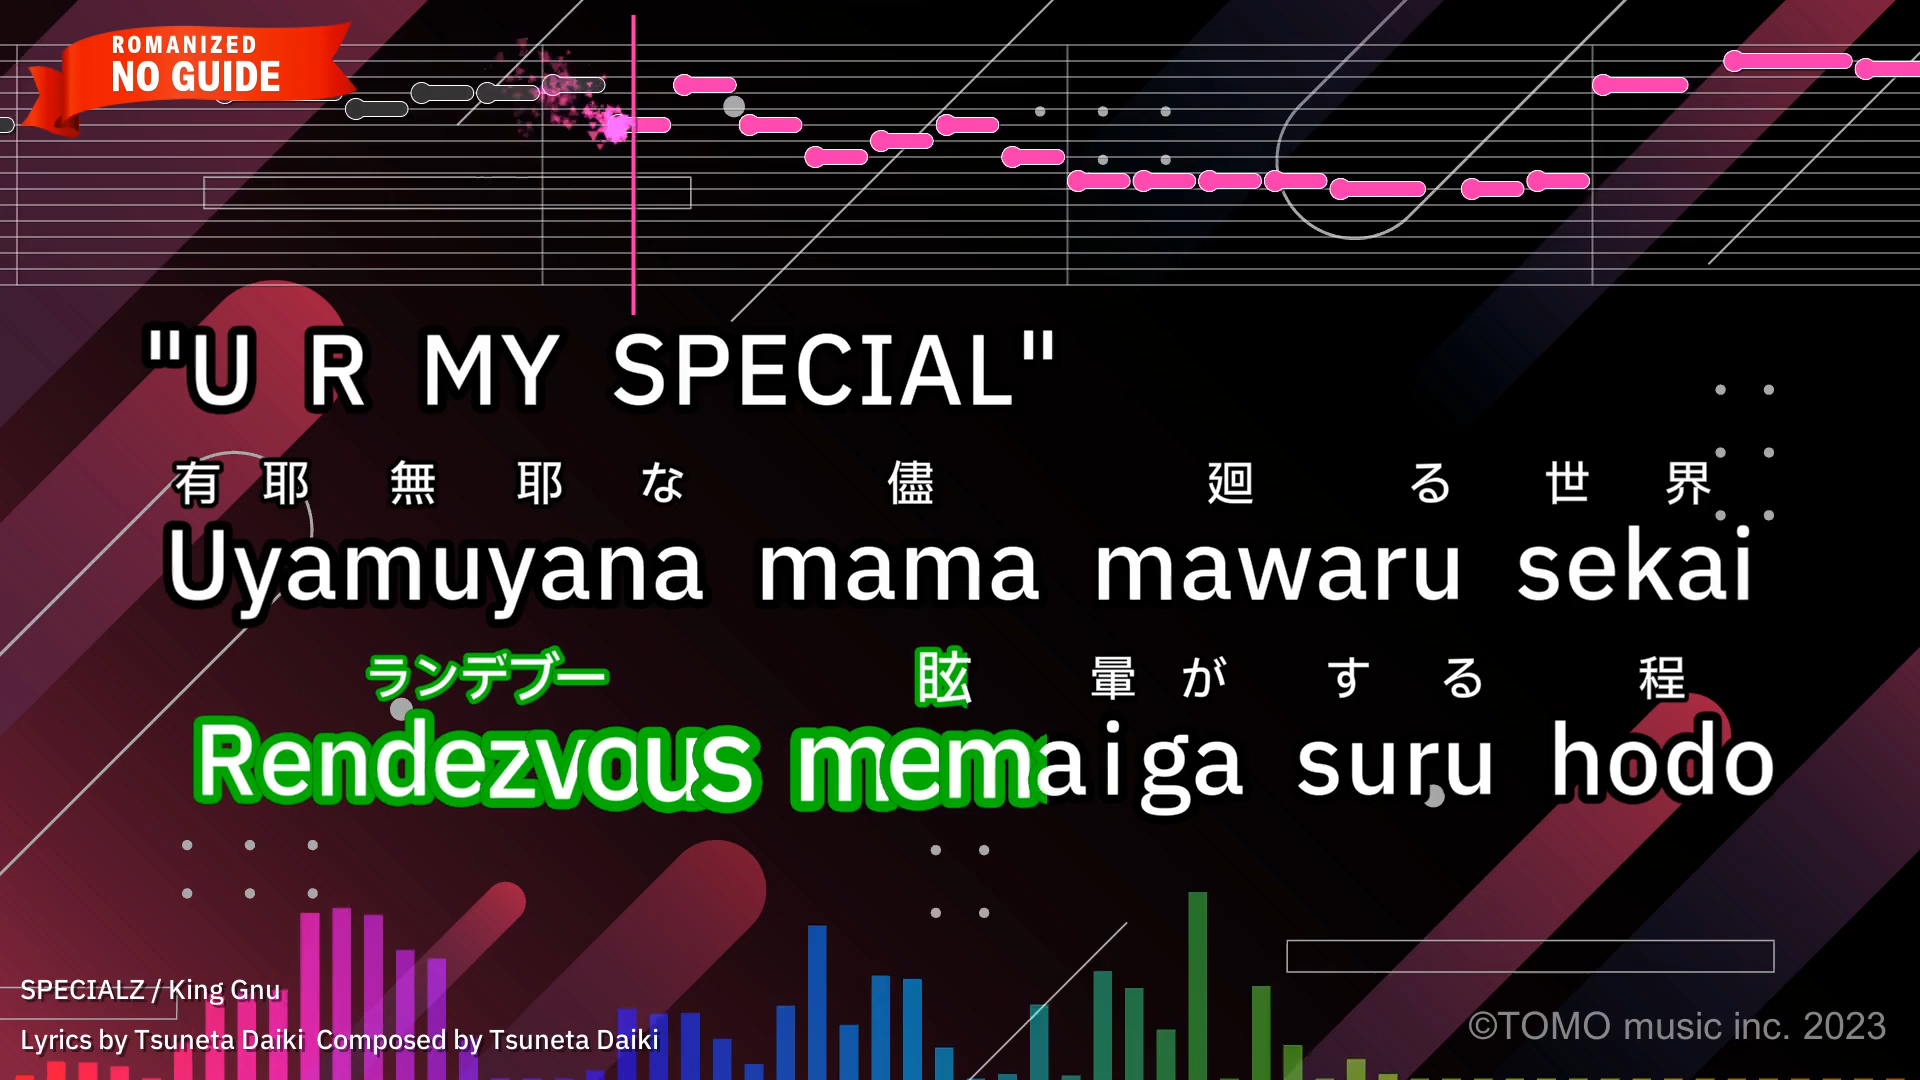 ROMANIZED
NO GUIDE
"U R MY SPECIAL"
有耶無耶な 儘 廻る世界
Uyamuyana mama mawaru sekai
ランデブー 眩暈がする程
Rendezvous memaiga suru hodo
SPECIALZ / King Gnu
Lyrics by Tsuneta Daiki Composed by Tsuneta Daiki
©TOMO music inc. 2023